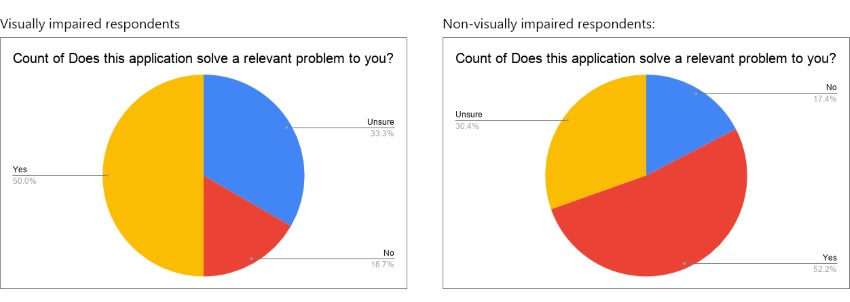 Visually impaired respondents
Count of Does this application solve a relevant problem to you?
Unsure
33.3%
Yes
50.0%
No
16.7%
Non-visually impaired respondents:
Count of Does this application solve a relevant problem to you?
No
17.4%
Unsure
30.4%
Yes
52.2%